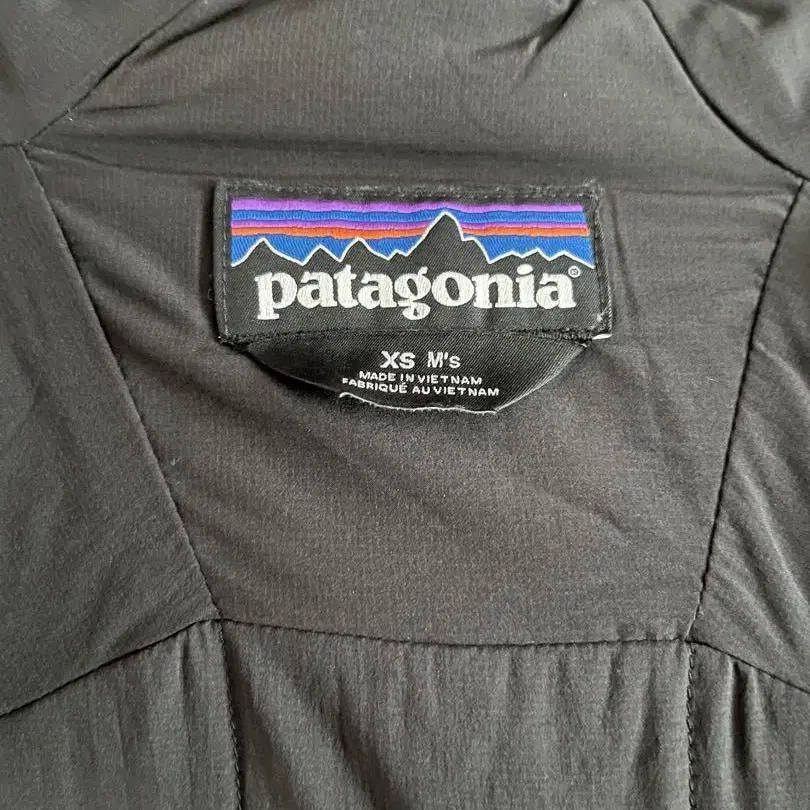 patagonia®
XS M's
MADE IN VIETNAM
FABRIQUÉ AU VIETNAM